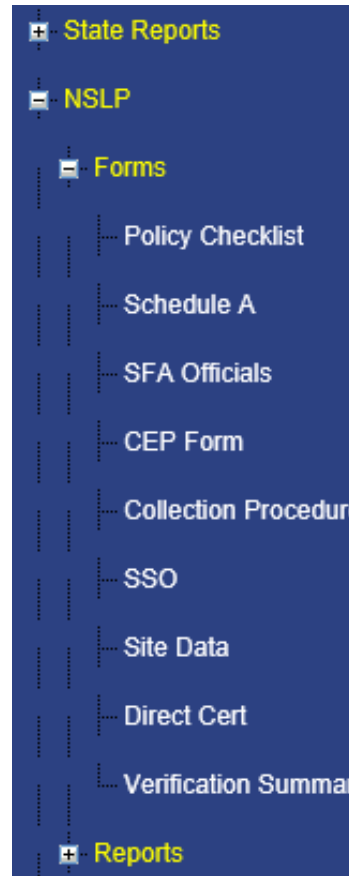 State Reports
NSLP
Forms
Policy Checklist
Schedule A
SFA Officials
CEP Form
Collection Procedur
SSO
Site Data
Direct Cert
Verification Summar
Reports